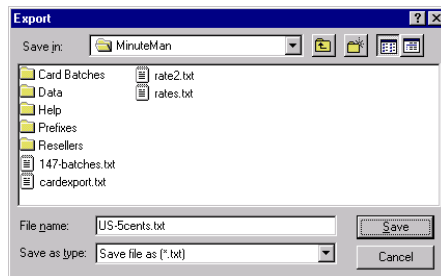 Export
Save in: MinuteMan
Card Batches
Data
Help
Prefixes
Resellers
147-batches.txt
cardexport.txt
rate2.txt
rates.txt
File name: US-5cents.txt Save
Save as type: Save file as (*.txt) Cancel